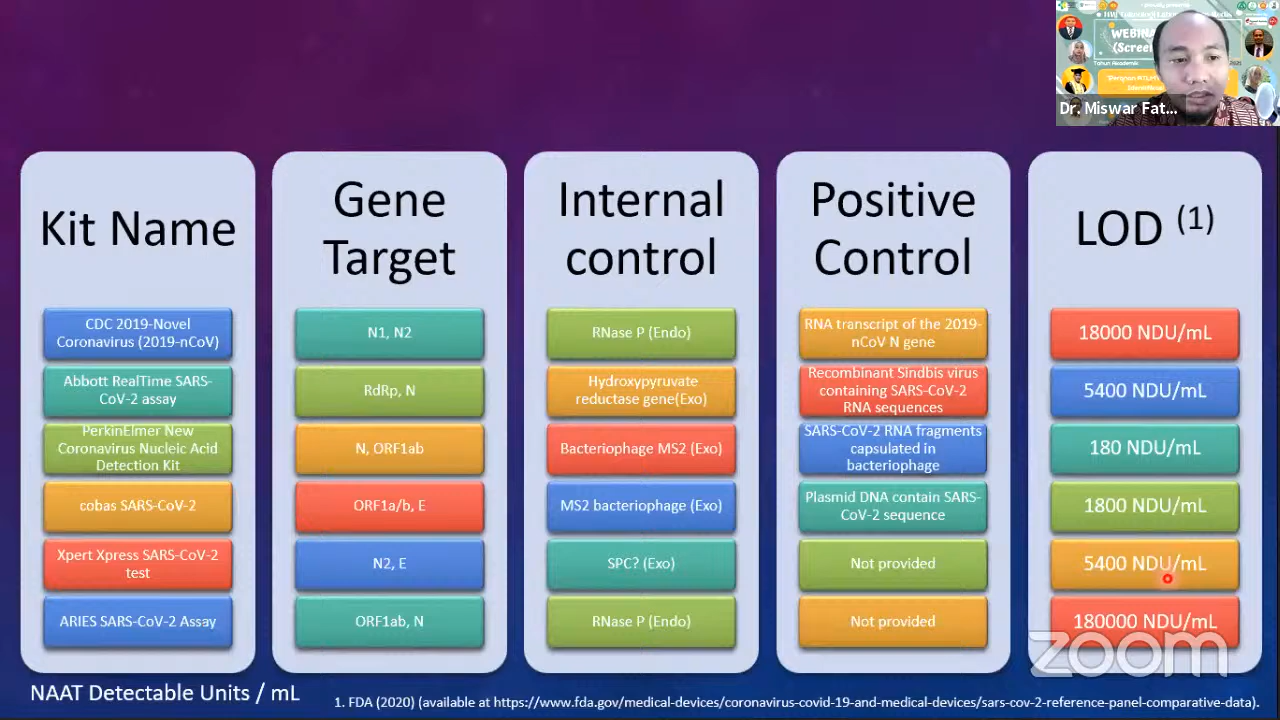 WEBINA
(Screel
Tahun Akademik
Dr. Miswar Fat...
Kit Name
Gene
Target
Internal
control
Positive
Control
LOD (1)
CDC 2019-Novel
Coronavirus (2019-nCoV)
N1, N2
RNase P (Endo)
RNA transcript of the 2019-
nCoV N gene
18000 NDU/mL
Abbott RealTime SARS-
CoV-2 assay
RdRp, N
Hydroxypyruvate
reductase gene(Exo)
Recombinant Sindbis virus
containing SARS-CoV-2
RNA sequences
5400 NDU/mL
PerkinElmer New
Coronavirus Nucleic Acid
Detection Kit
N, ORF1ab
Bacteriophage MS2 (Exo)
SARS-CoV-2 RNA fragments
capsulated in
bacteriophage
180 NDU/mL
cobas SARS-CoV-2
ORF1a/b, E
MS2 bacteriophage (Exo)
Plasmid DNA contain SARS-
CoV-2 sequence
1800 NDU/mL
Xpert Xpress SARS-CoV-2
test
N2, E
SPC? (Exo)
Not provided
5400 NDU/mL
ARIES SARS-CoV-2 Assay
ORF1ab, N
RNase P (Endo)
Not provided
180000 NDU/mL
zoom
NAAT Detectable Units / mL
1. FDA (2020) (available at https://www.fda.gov/medical-devices/coronavirus-covid-19-and-medical-devices/sars-cov-2-reference-panel-comparative-data).